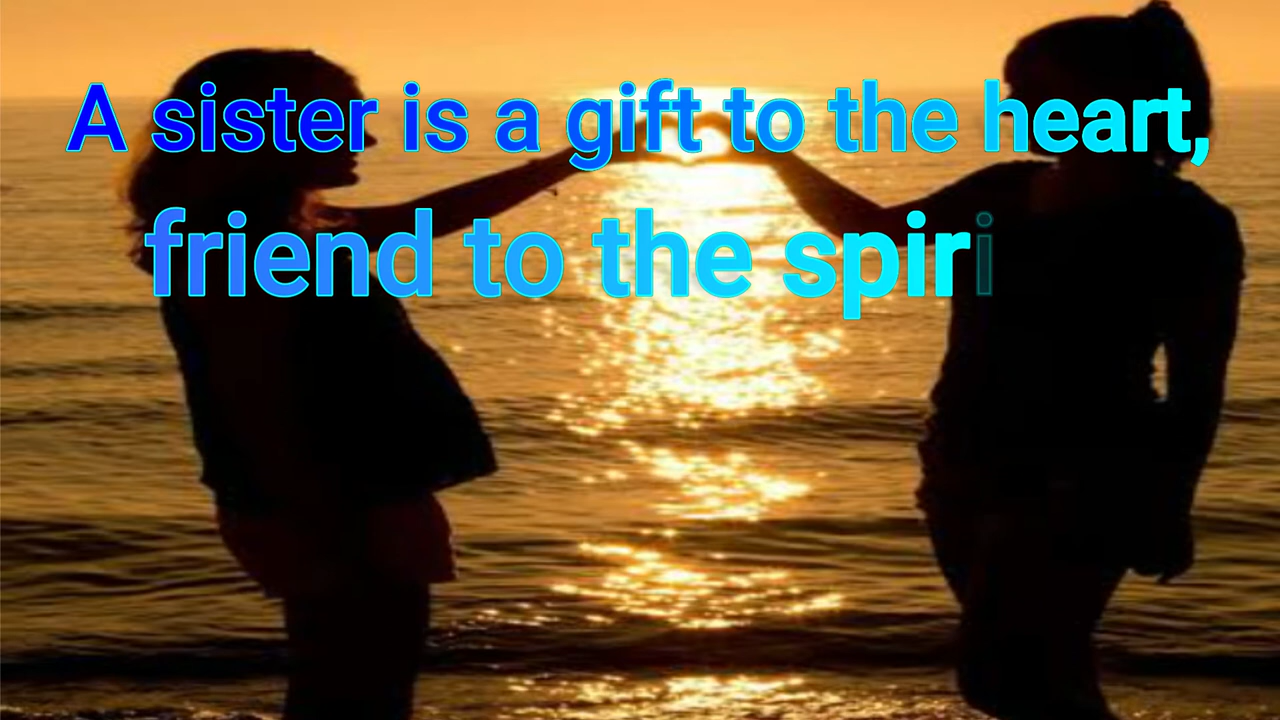 A sister is a gift to the heart,
friend to the spiri